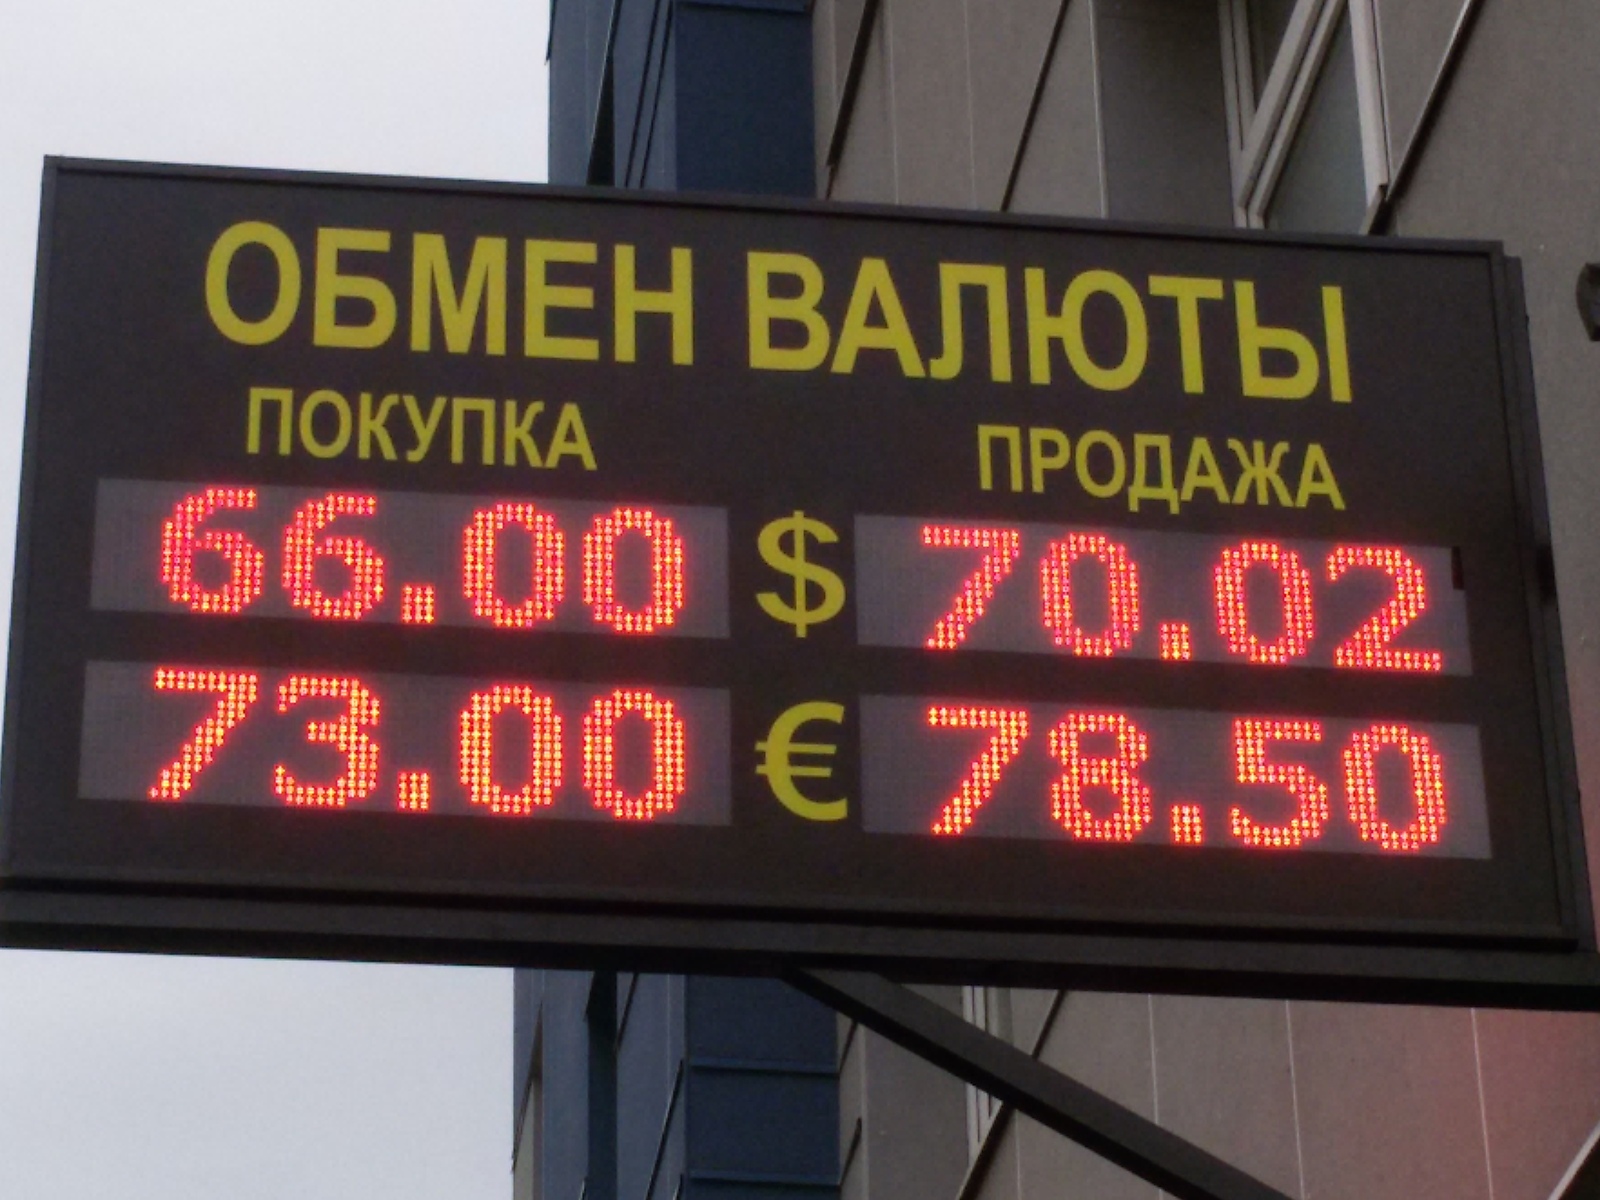 ОБМЕН ВАЛЮТЫ
ПОКУПКА ПРОДАЖА
66.00 $ 70.02
73.00 € 78.50